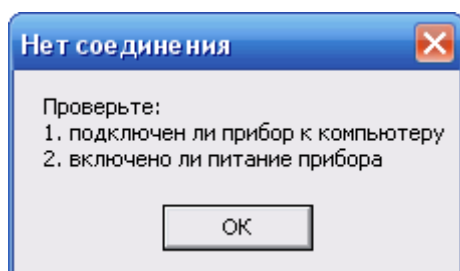 Нет соединения
Проверьте:
1. подключен ли прибор к компьютеру
2. включено ли питание прибора
OK